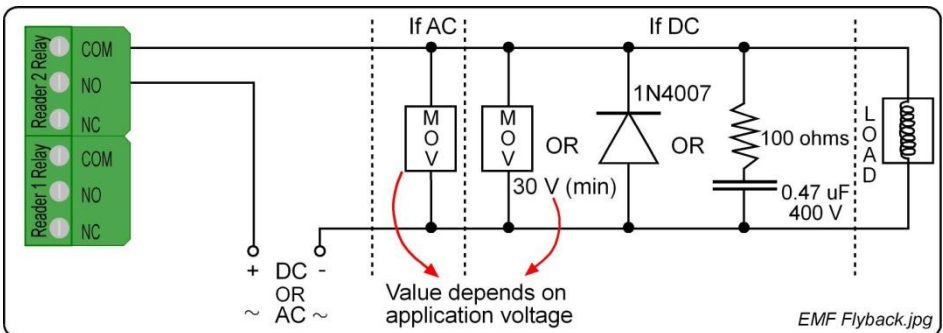 If AC
If DC
Reader 2 Relay
COM
NO
NC
Reader 1 Relay
COM
NO
NC
MOV
MOV
OR
1N4007
OR
100 ohms
0.47 uF
400 V
LOAD
30 V (min)
+ DC -
OR
~ AC ~
Value depends on
application voltage
EMF Flyback.jpg